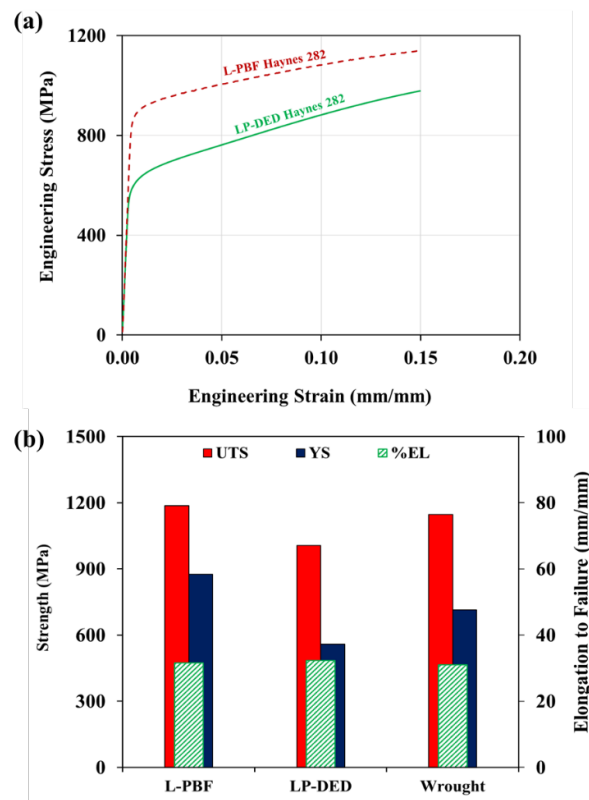 (a)
Engineering Stress (MPa)
1200
800
400
0
L-PBF Haynes 282
LP-DED Haynes 282
0.00 0.05 0.10 0.15 0.20
Engineering Strain (mm/mm)
(b)
Strength (MPa)
1500
1200
900
600
300
0
UTS YS %EL
100
80
60
40
20
0
Elongation to Failure (mm/mm)
L-PBF LP-DED Wrought